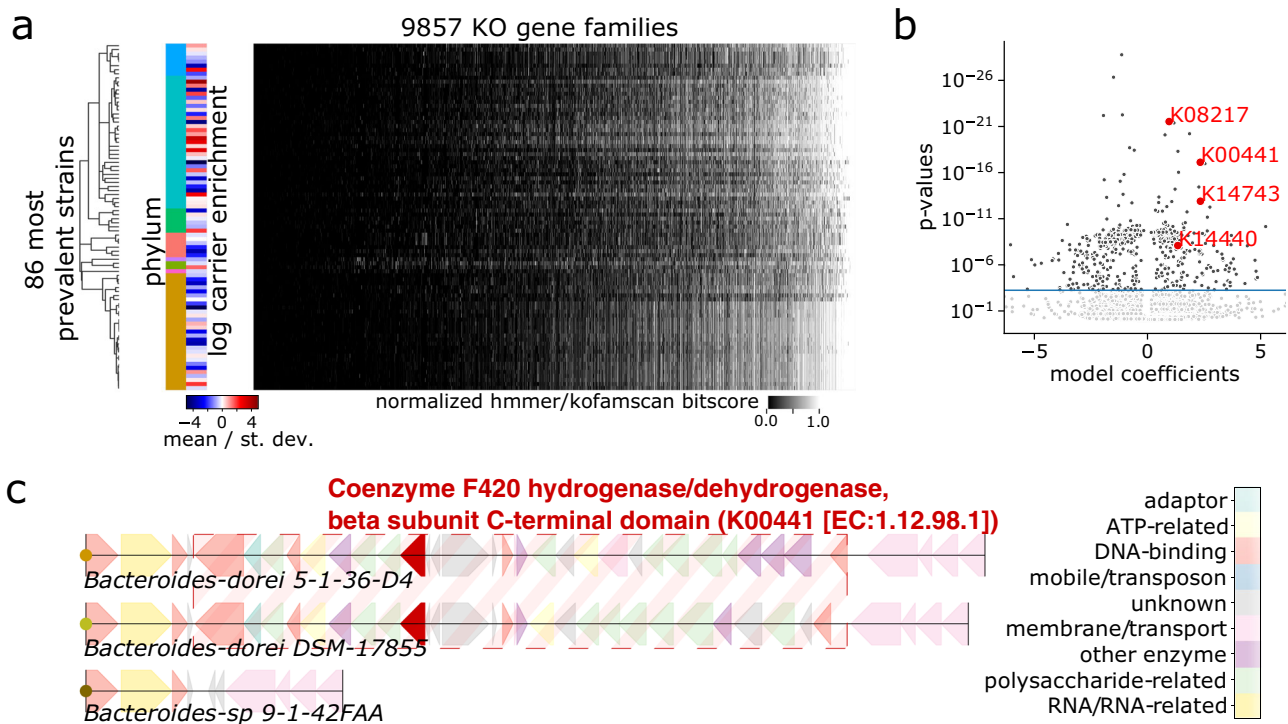 a
9857 KO gene families
86 most
prevalent strains
phylum
log carrier enrichment
−4 0 4
mean / st. dev.
normalized hmmer/kofamscan bitscore
0.0 1.0
b
p-values
10−26
10−21
10−16
10−11
10−6
10−1
K08217
K00441
K14743
K14440
−5 0 5
model coefficients
c
Coenzyme F420 hydrogenase/dehydrogenase,
beta subunit C-terminal domain (K00441 [EC:1.12.98.1])
Bacteroides-dorei 5-1-36-D4
Bacteroides-dorei DSM-17855
Bacteroides-sp 9-1-42FAA
adaptor
ATP-related
DNA-binding
mobile/transposon
unknown
membrane/transport
other enzyme
polysaccharide-related
RNA/RNA-related